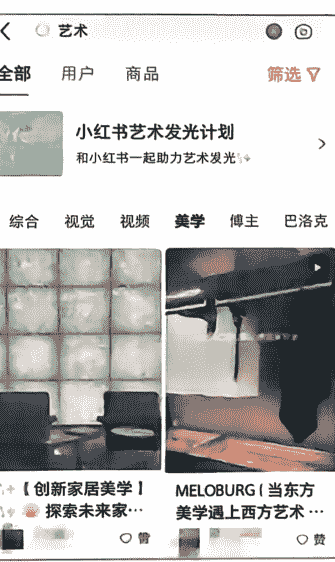 艺术
全部 用户 商品 筛选
小红书艺术发光计划
和小红书一起助力艺术发光
综合 视觉 视频 美学 博主 巴洛克
【创新家居美学】
探索未来家…
MELOBURG(当东方
美学遇上西方艺术…
赞 赞